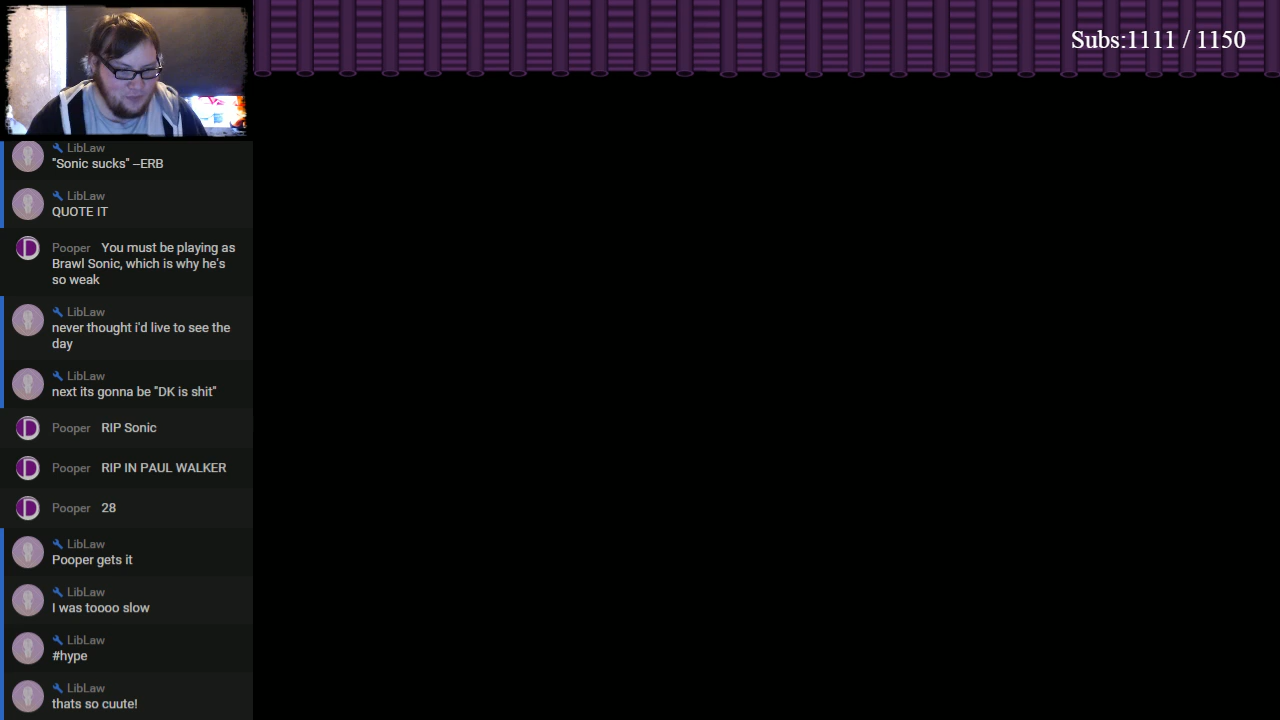 Subs:1111 / 1150
LibLaw
"Sonic sucks" –ERB
LibLaw
QUOTE IT
Pooper You must be playing as
Brawl Sonic, which is why he's
so weak
LibLaw
never thought i'd live to see the
day
LibLaw
next its gonna be "DK is shit"
Pooper RIP Sonic
Pooper RIP IN PAUL WALKER
Pooper 28
LibLaw
Pooper gets it
LibLaw
I was toooo slow
LibLaw
#hype
LibLaw
thats so cuute!